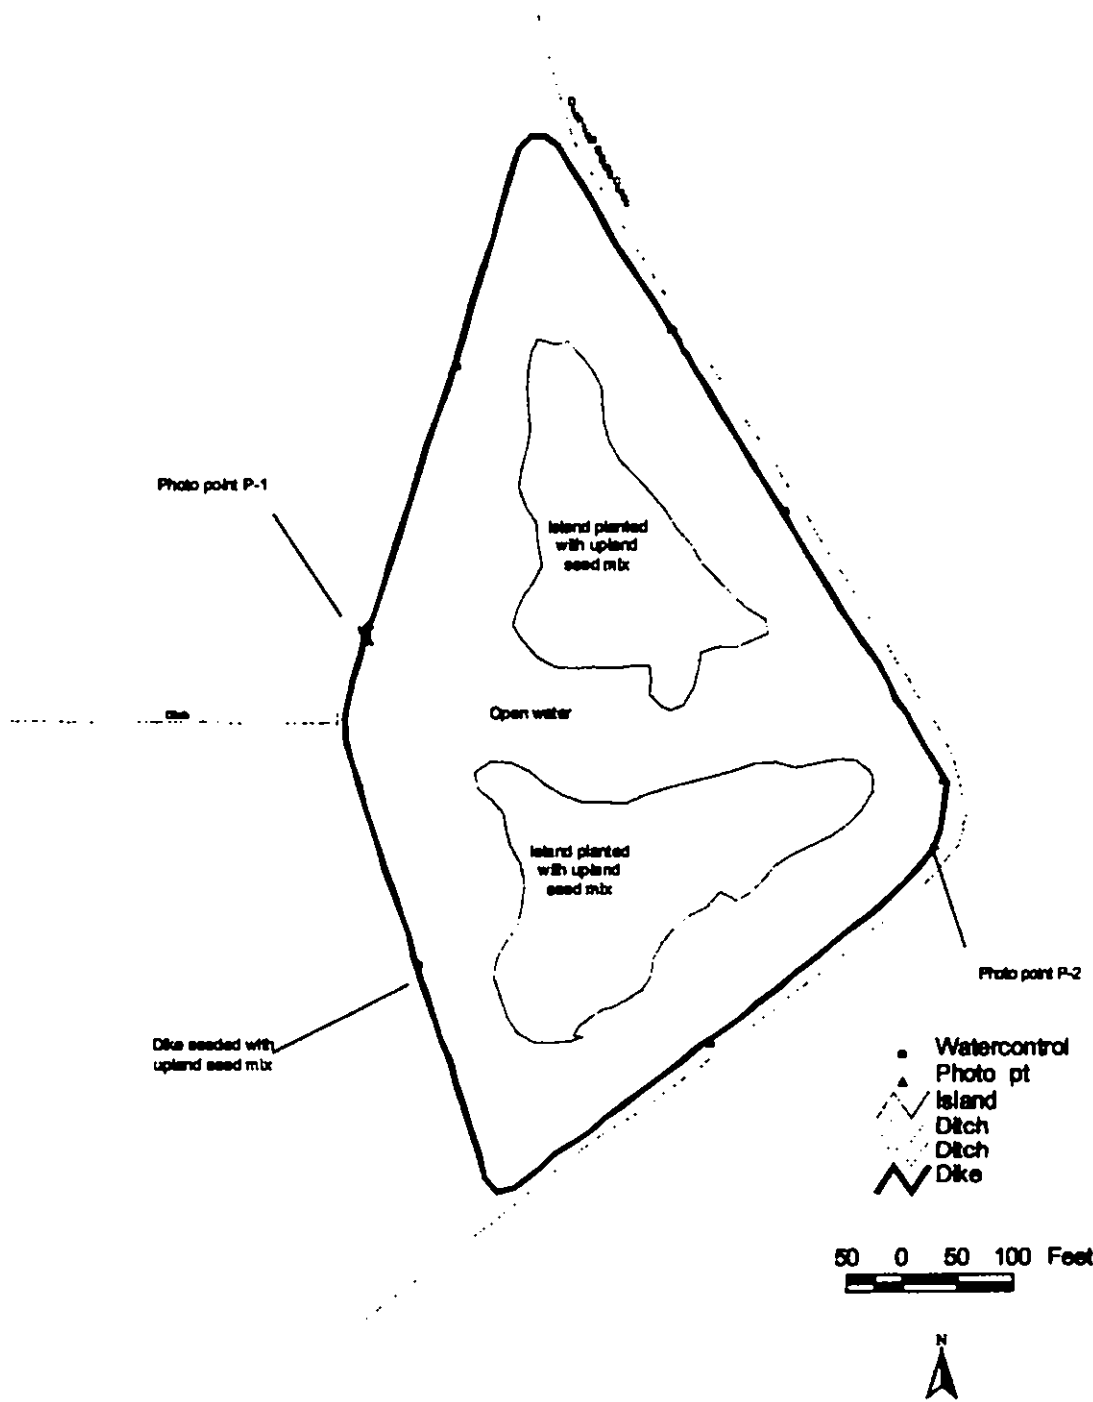 Photo point P-1
Island planted
with upland
seed mix
Ditch
Open water
Island planted
with upland
seed mix
Photo point P-2
Dike seeded with
upland seed mix
Watercontrol
Photo pt
Island
Ditch
Ditch
Dike
50 0 50 100 Feet
N